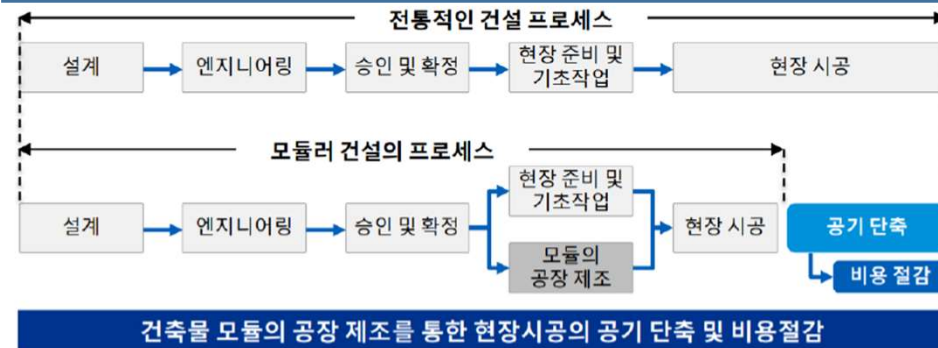 전통적인 건설 프로세스
설계
엔지니어링
승인 및 확정
현장 준비 및
기초작업
현장 시공
모듈러 건설의 프로세스
설계
엔지니어링
승인 및 확정
현장 준비 및
기초작업
모듈의
공장 제조
현장 시공
공기 단축
비용 절감
건축물 모듈의 공장 제조를 통한 현장시공의 공기 단축 및 비용절감